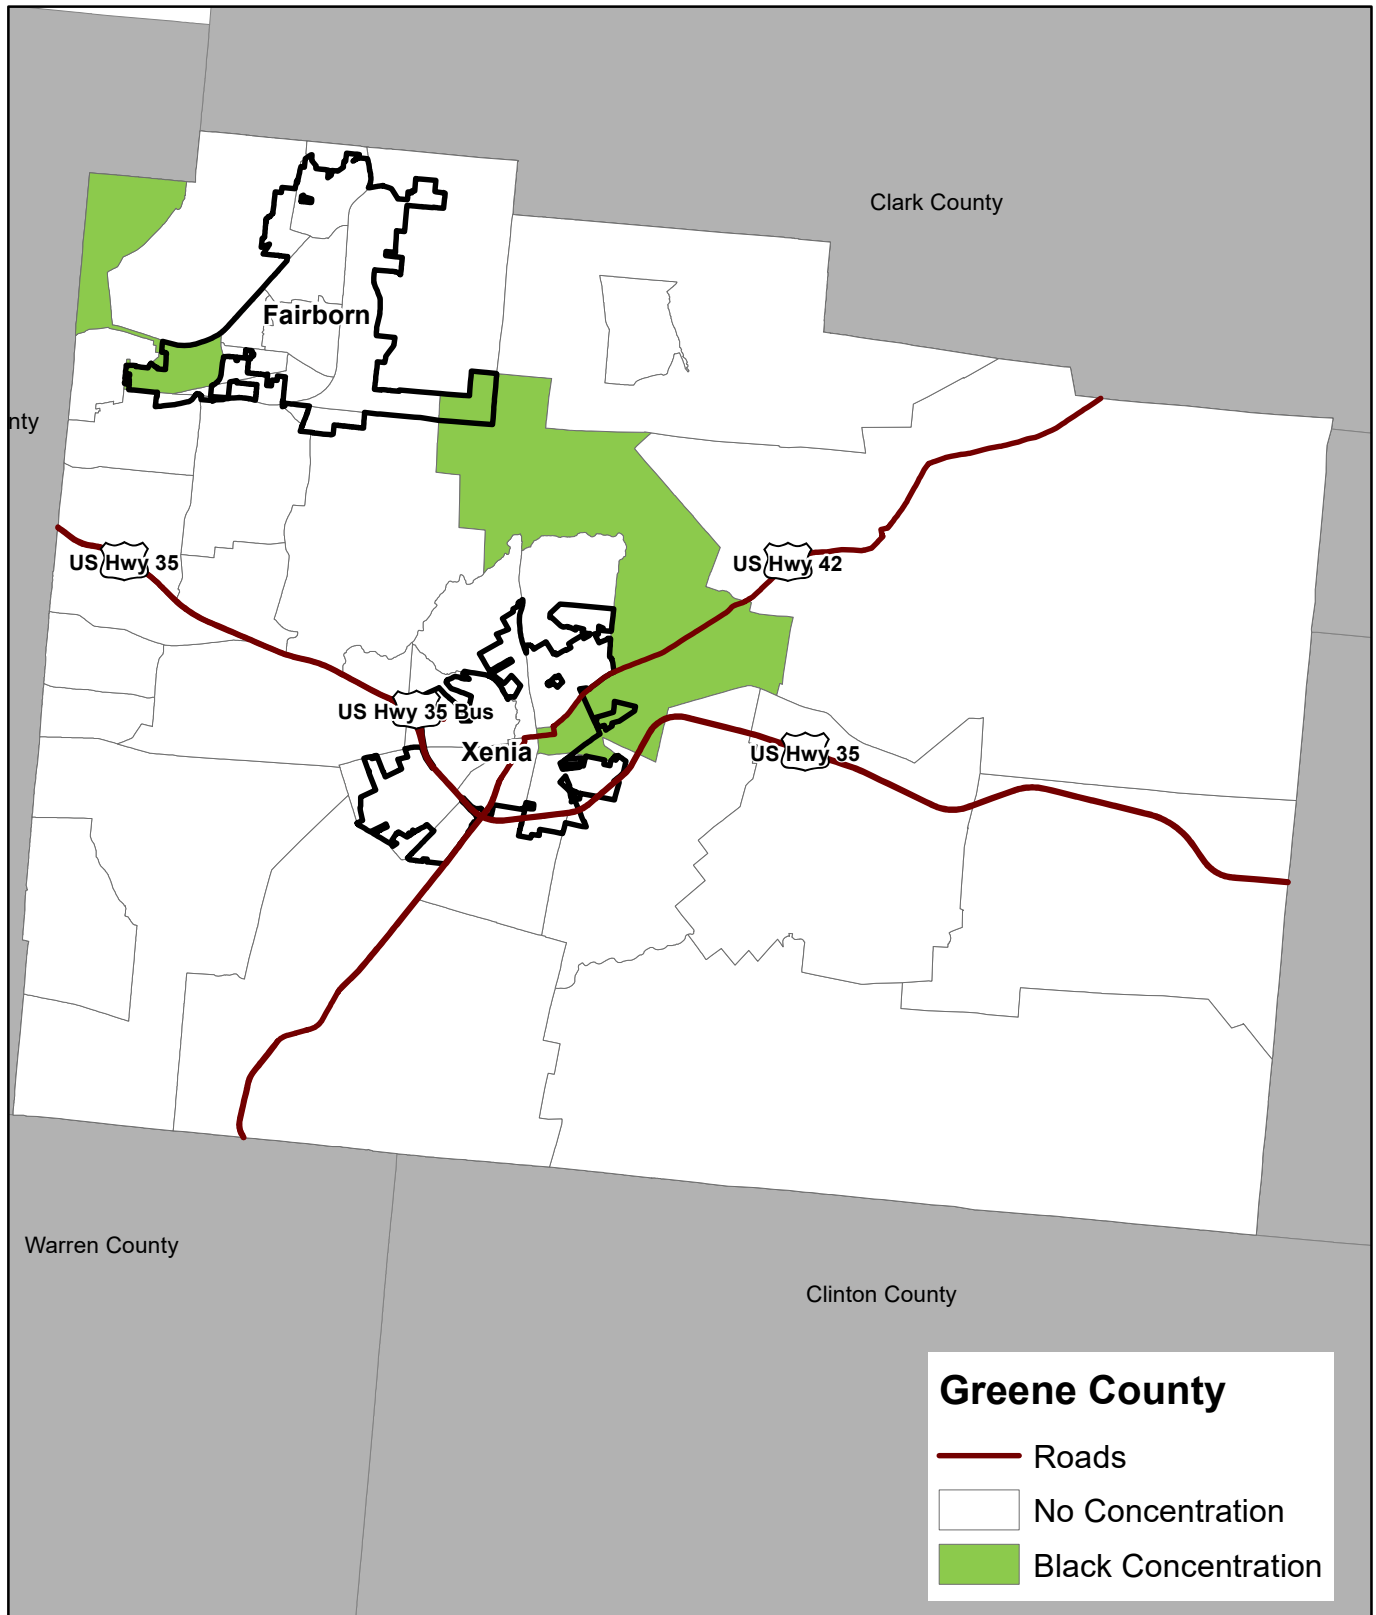 Clark County
Fairborn
nty
US Hwy 35
US Hwy 42
US Hwy 35 Bus
Xenia
US Hwy 35
Warren County
Clinton County
Greene County
Roads
No Concentration
Black Concentration